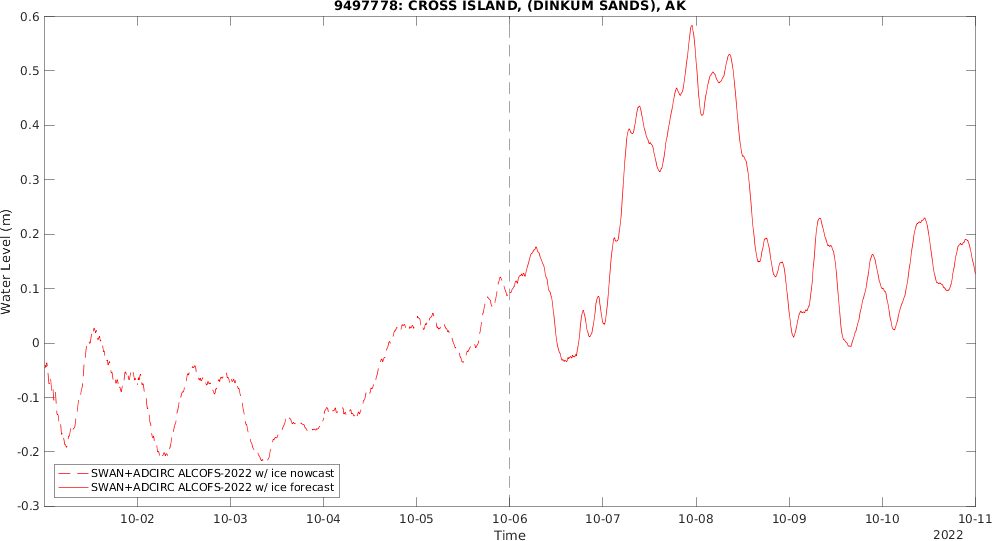 9497778: CROSS ISLAND, (DINKUM SANDS), AK
0.6
0.5
0.4
0.3
0.2
0.1
0
-0.1
-0.2
-0.3
Water Level (m)
SWAN+ADCIRC ALCOFS-2022 w/ ice nowcast
SWAN+ADCIRC ALCOFS-2022 w/ ice forecast
10-02 10-03 10-04 10-05 10-06 10-07 10-08 10-09 10-10 10-11
Time
2022